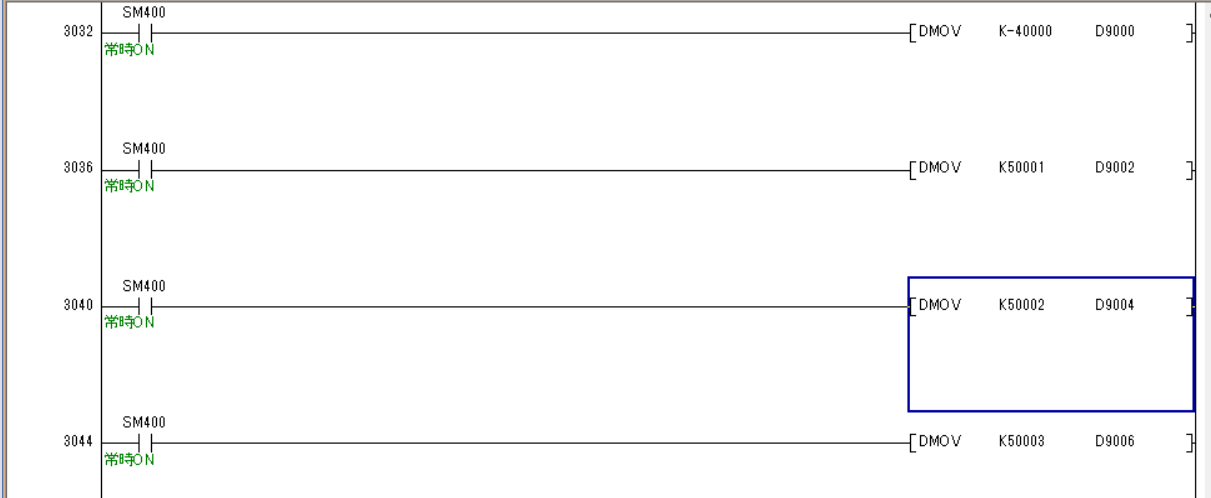 SM400
3032 [DMOV K-40000 D9000 ]
常時ON
SM400
3036 [DMOV K50001 D9002 ]
常時ON
SM400
3040 [DMOV K50002 D9004 ]
常時ON
SM400
3044 [DMOV K50003 D9006 ]
常時ON